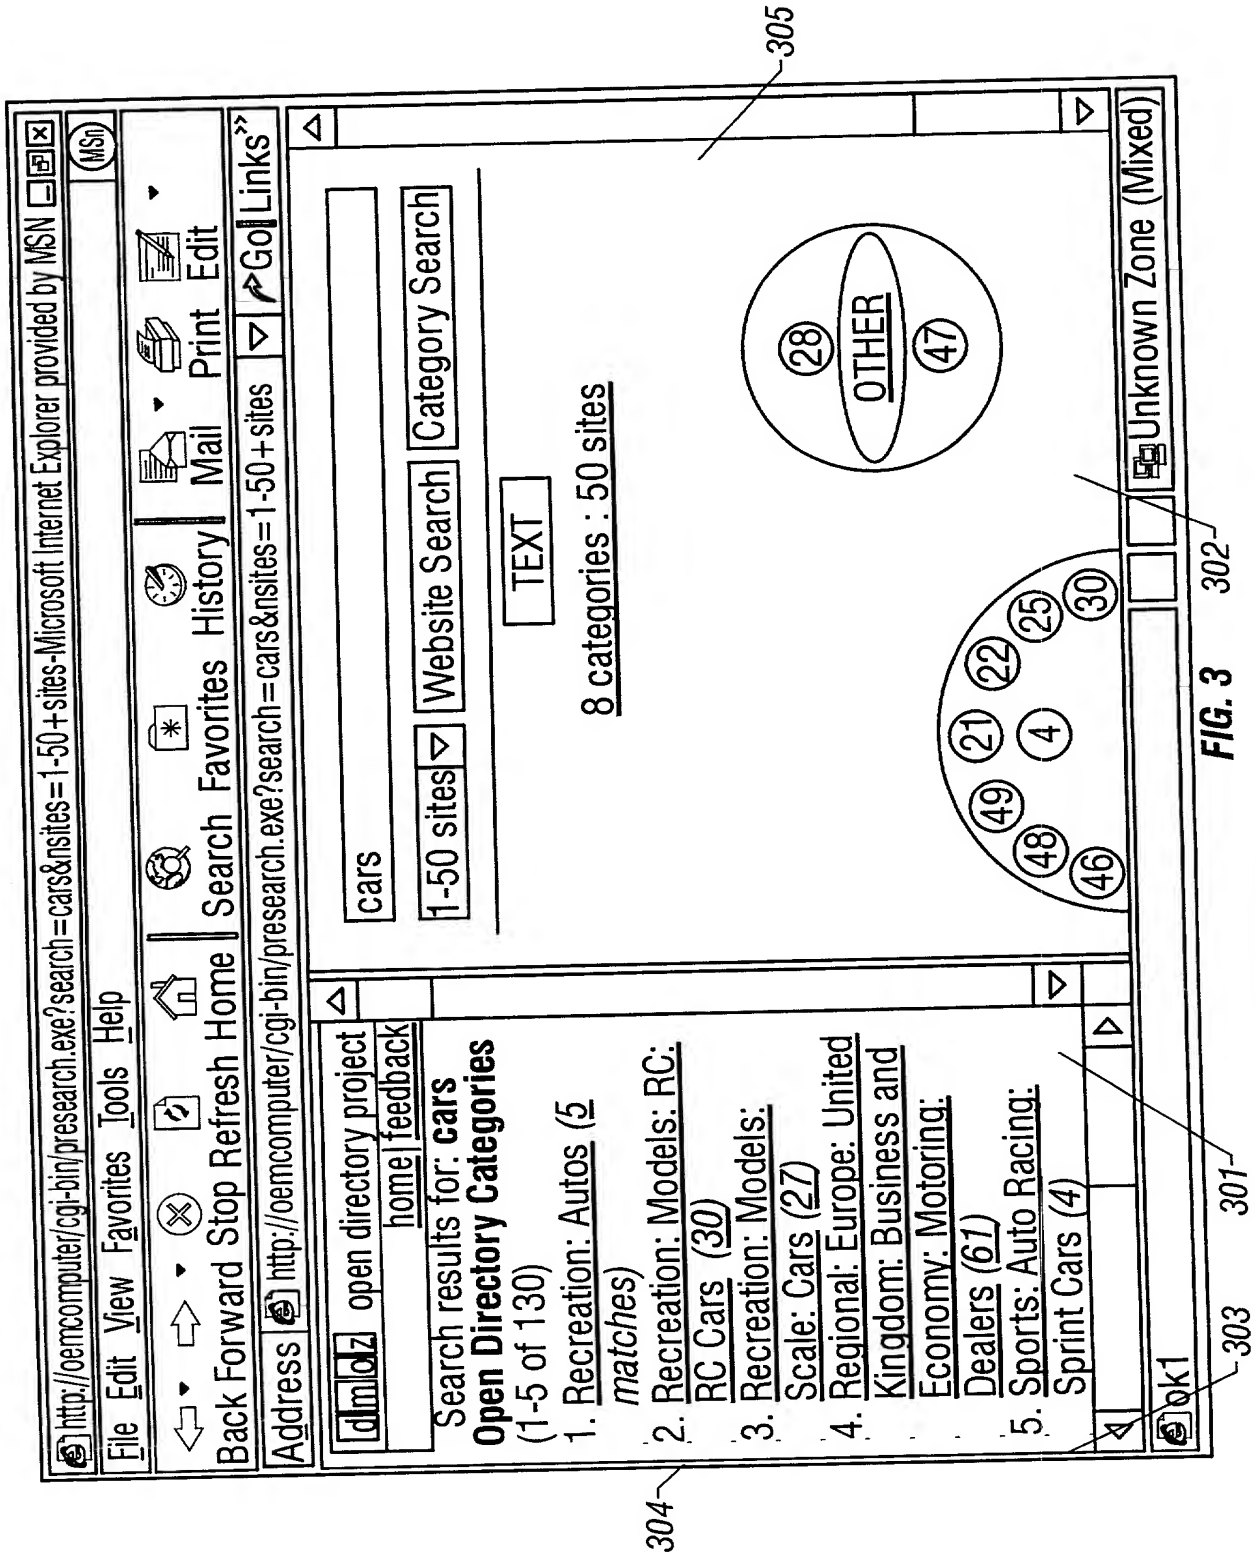 http://oemcomputer/cgi-bin/presearch.exe?search=cars&nsites=1-50+sites-Microsoft Internet Explorer provided by MSN
File Edit View Favorites Tools Help
MSn
Back Forward Stop Refresh Home Search Favorites History Mail Print Edit
Address http://oemcomputer/cgi-bin/presearch.exe?search=cars&nsites=1-50+sites Go Links »
dmoz open directory project
home feedback
Search results for: cars
Open Directory Categories
(1-5 of 130)
1. Recreation: Autos (5
matches)
2. Recreation: Models: RC:
RC Cars (30)
3. Recreation: Models:
Scale: Cars (27)
4. Regional: Europe: United
Kingdom: Business and
Economy: Motoring:
Dealers (61)
5. Sports: Auto Racing:
Sprint Cars (4)
cars
1-50 sites Website Search Category Search
TEXT
8 categories : 50 sites
28
OTHER
47
21
49
22
4
48
25
46
30
ok1
Unknown Zone (Mixed)
304
303
301
302
305
FIG. 3